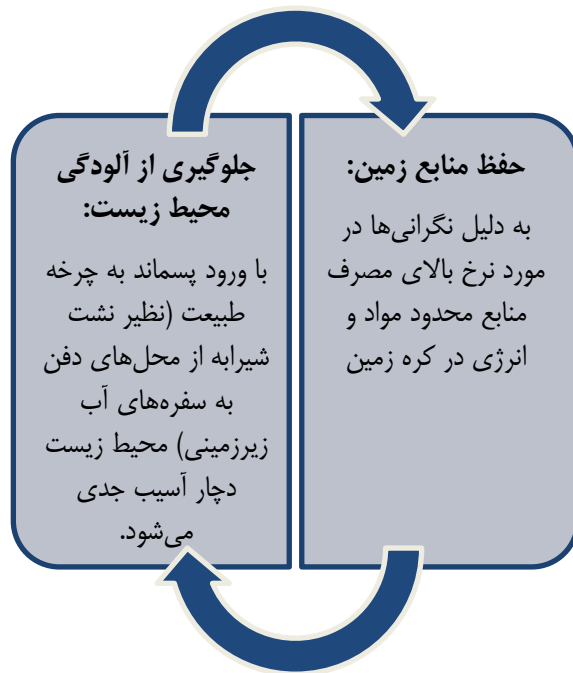 حفظ منابع زمین:
به دلیل نگرانی‌ها در
مورد نرخ بالای مصرف
منابع محدود مواد و
انرژی در کره زمین
جلوگیری از آلودگی
محیط زیست:
با ورود پسماند به چرخه
طبیعت (نظیر نشت
شیرابه از محل‌های دفن
به سفره‌های آب
زیرزمینی) محیط زیست
دچار آسیب جدی
می‌شود.